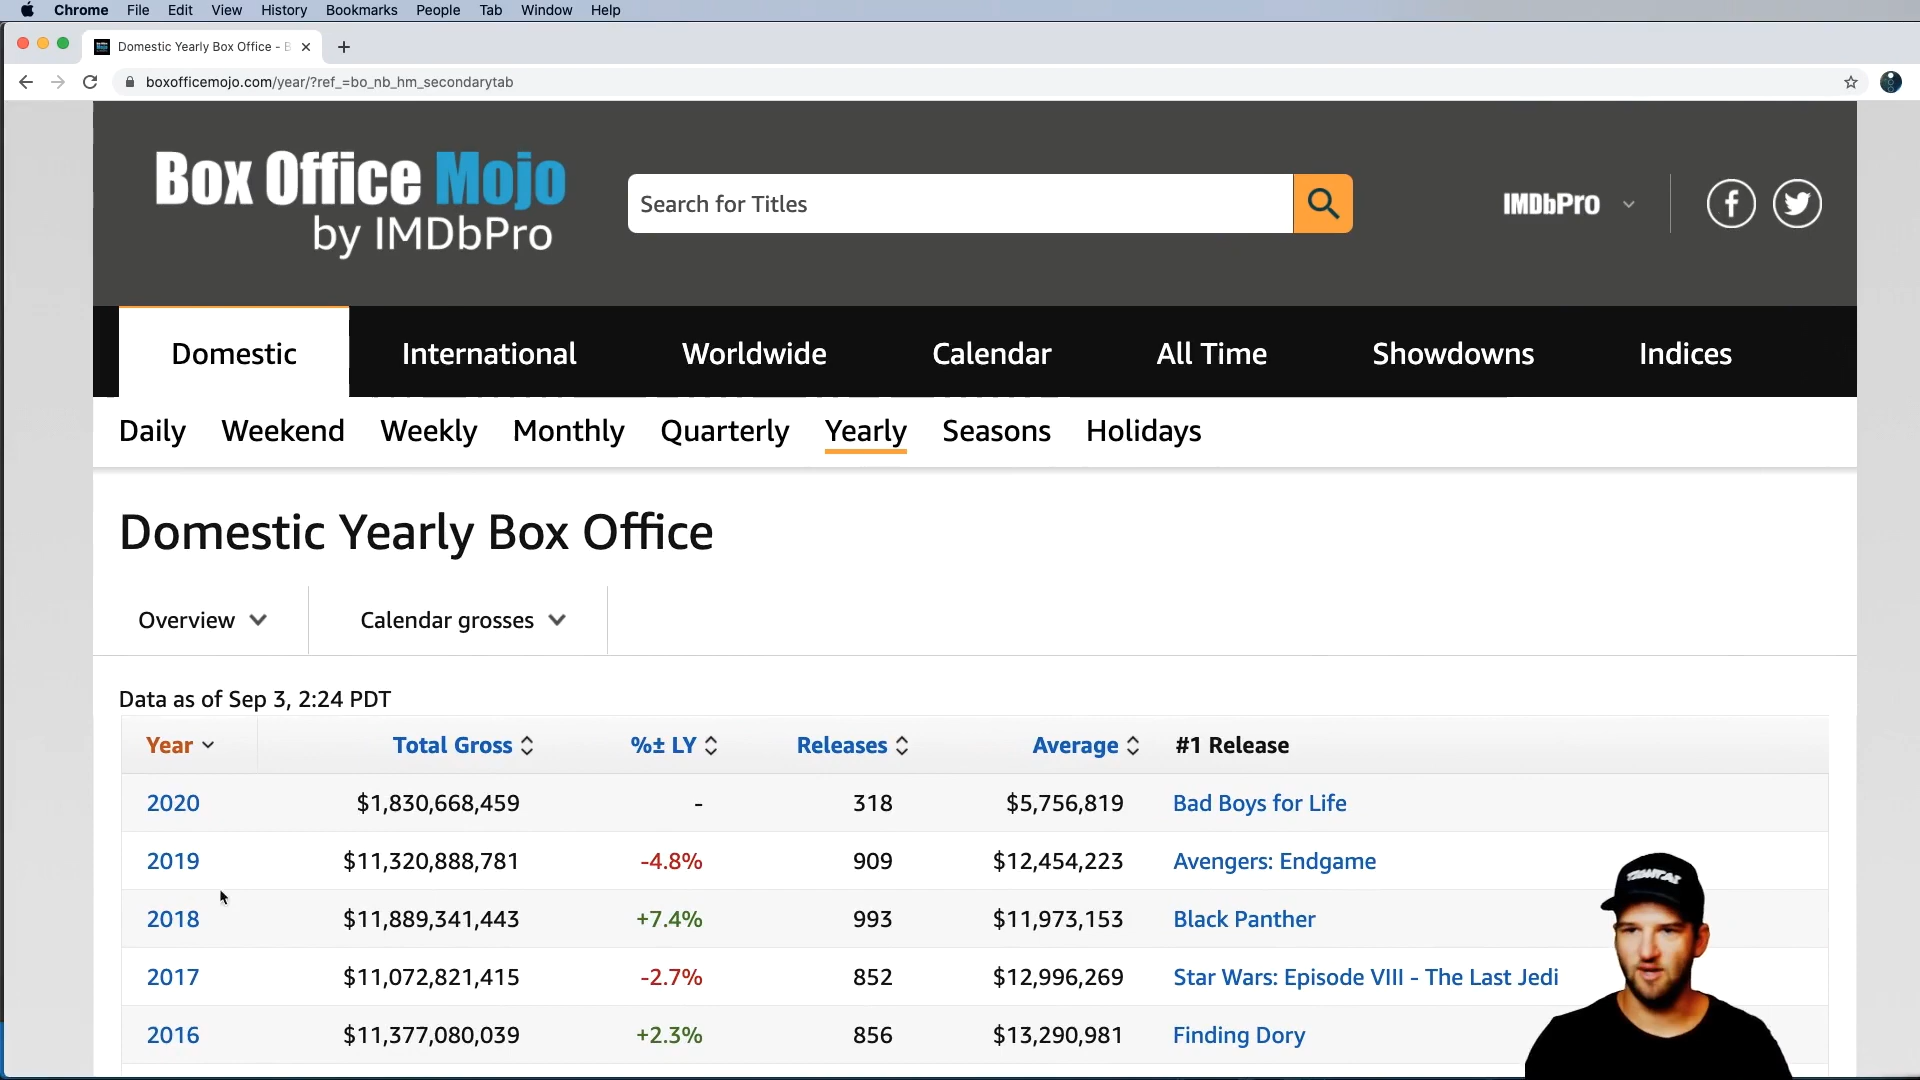 Chrome File Edit View History Bookmarks People Tab Window Help
Domestic Yearly Box Office - B
boxofficemojo.com/year/?ref_=bo_nb_hm_secondarytab
Box Office Mojo
by IMDbPro
Search for Titles
IMDbPro
Domestic International Worldwide Calendar All Time Showdowns Indices
Daily Weekend Weekly Monthly Quarterly Yearly Seasons Holidays
Domestic Yearly Box Office
Overview Calendar grosses
Data as of Sep 3, 2:24 PDT
Year Total Gross %± LY Releases Average #1 Release
2020 $1,830,668,459 - 318 $5,756,819 Bad Boys for Life
2019 $11,320,888,781 -4.8% 909 $12,454,223 Avengers: Endgame
2018 $11,889,341,443 +7.4% 993 $11,973,153 Black Panther
2017 $11,072,821,415 -2.7% 852 $12,996,269 Star Wars: Episode VIII - The Last Jedi
2016 $11,377,080,039 +2.3% 856 $13,290,981 Finding Dory